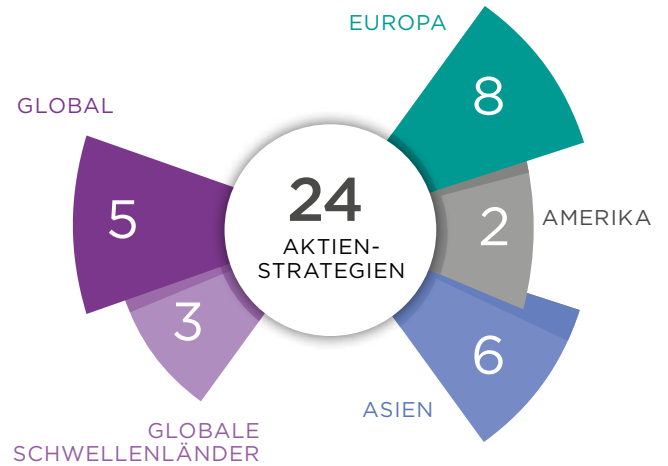 EUROPA
8
GLOBAL
5
24
AKTIEN-
STRATEGIEN
2
AMERIKA
3
6
ASIEN
GLOBALE
SCHWELLENLÄNDER